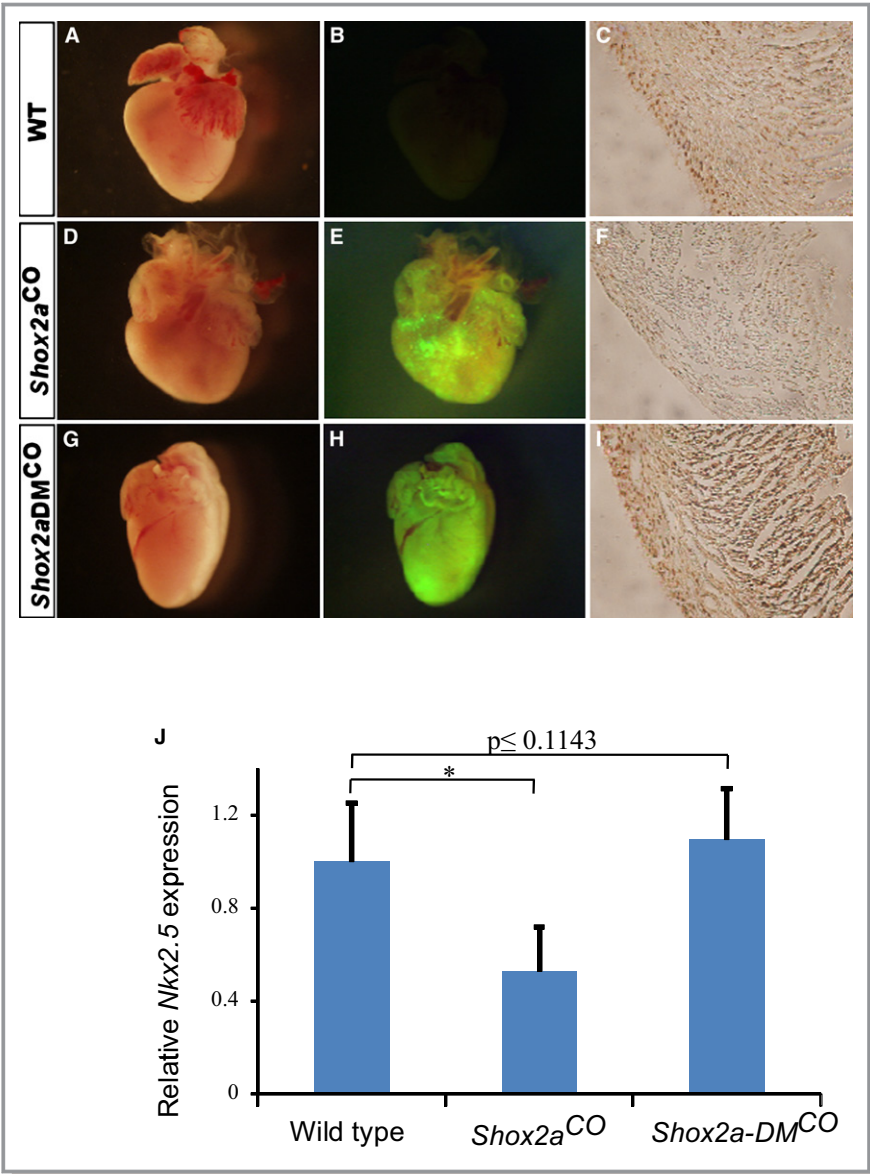 WT
A
B
C
Shox2aCO
D
E
F
Shox2aDMCO
G
H
I
J
p≤ 0.1143
*
Relative Nkx2.5 expression
1.2
0.8
0.4
0
Wild type
Shox2aCO
Shox2a-DMCO